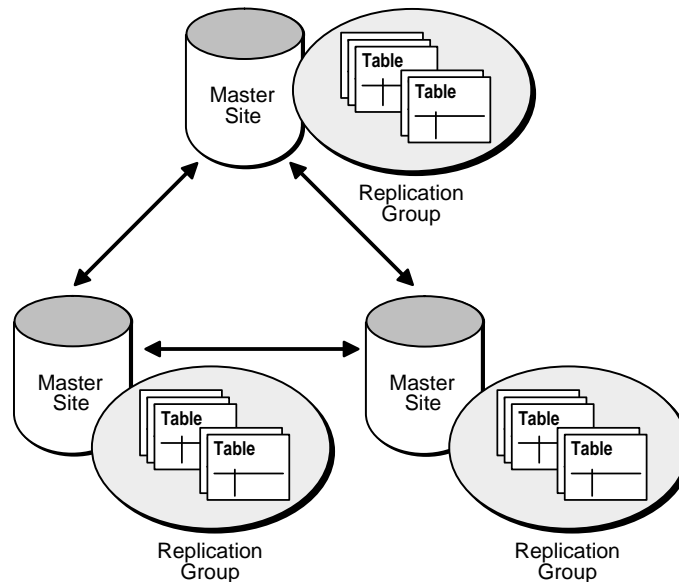 Master
Site
Table
Table
Replication
Group
Master
Site
Table
Table
Replication
Group
Master
Site
Table
Table
Replication
Group